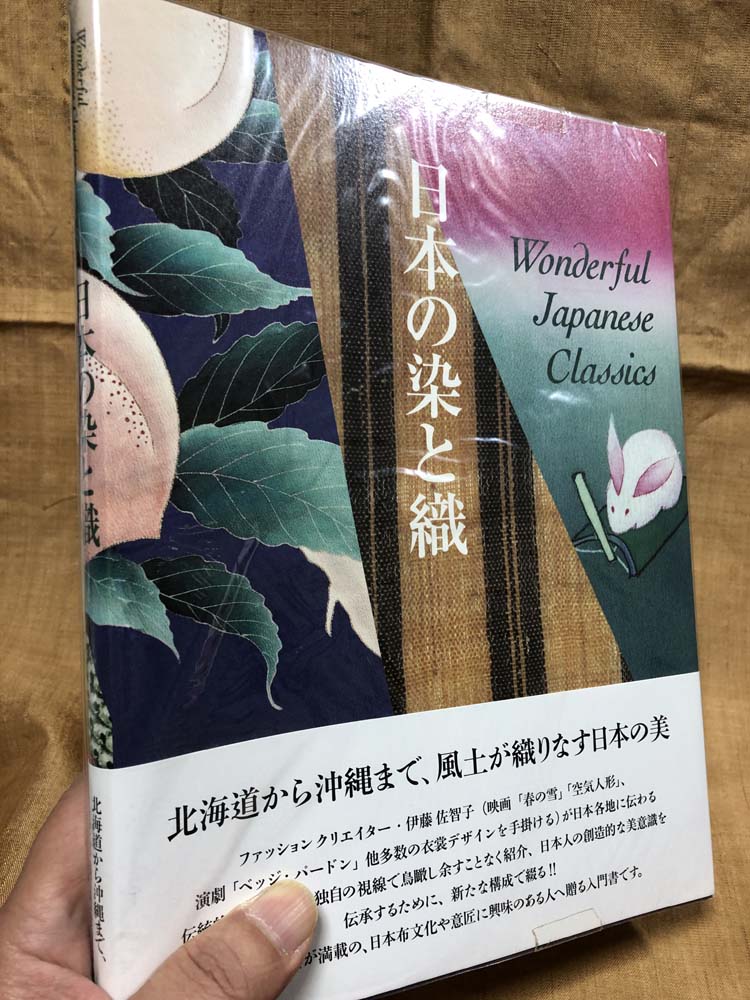 Wonderful
日本の染と織
北海道から沖縄まで、
日本の染と織
Wonderful
Japanese
Classics
北海道から沖縄まで、風土が織りなす日本の美
ファッション クリエイター・伊藤 佐智子（映画「春の雪」「空気人形」、
演劇「ベッジ・パードン」他多数の衣裳デザインを手掛ける）が日本各地に伝わる
伝統 独自の視線で鳥瞰し余すことなく紹介、日本人の創造的な美意識を
伝承するために、新たな構成で綴る!!
が満載の、日本布文化や意匠に興味のある人へ贈る入門書です。